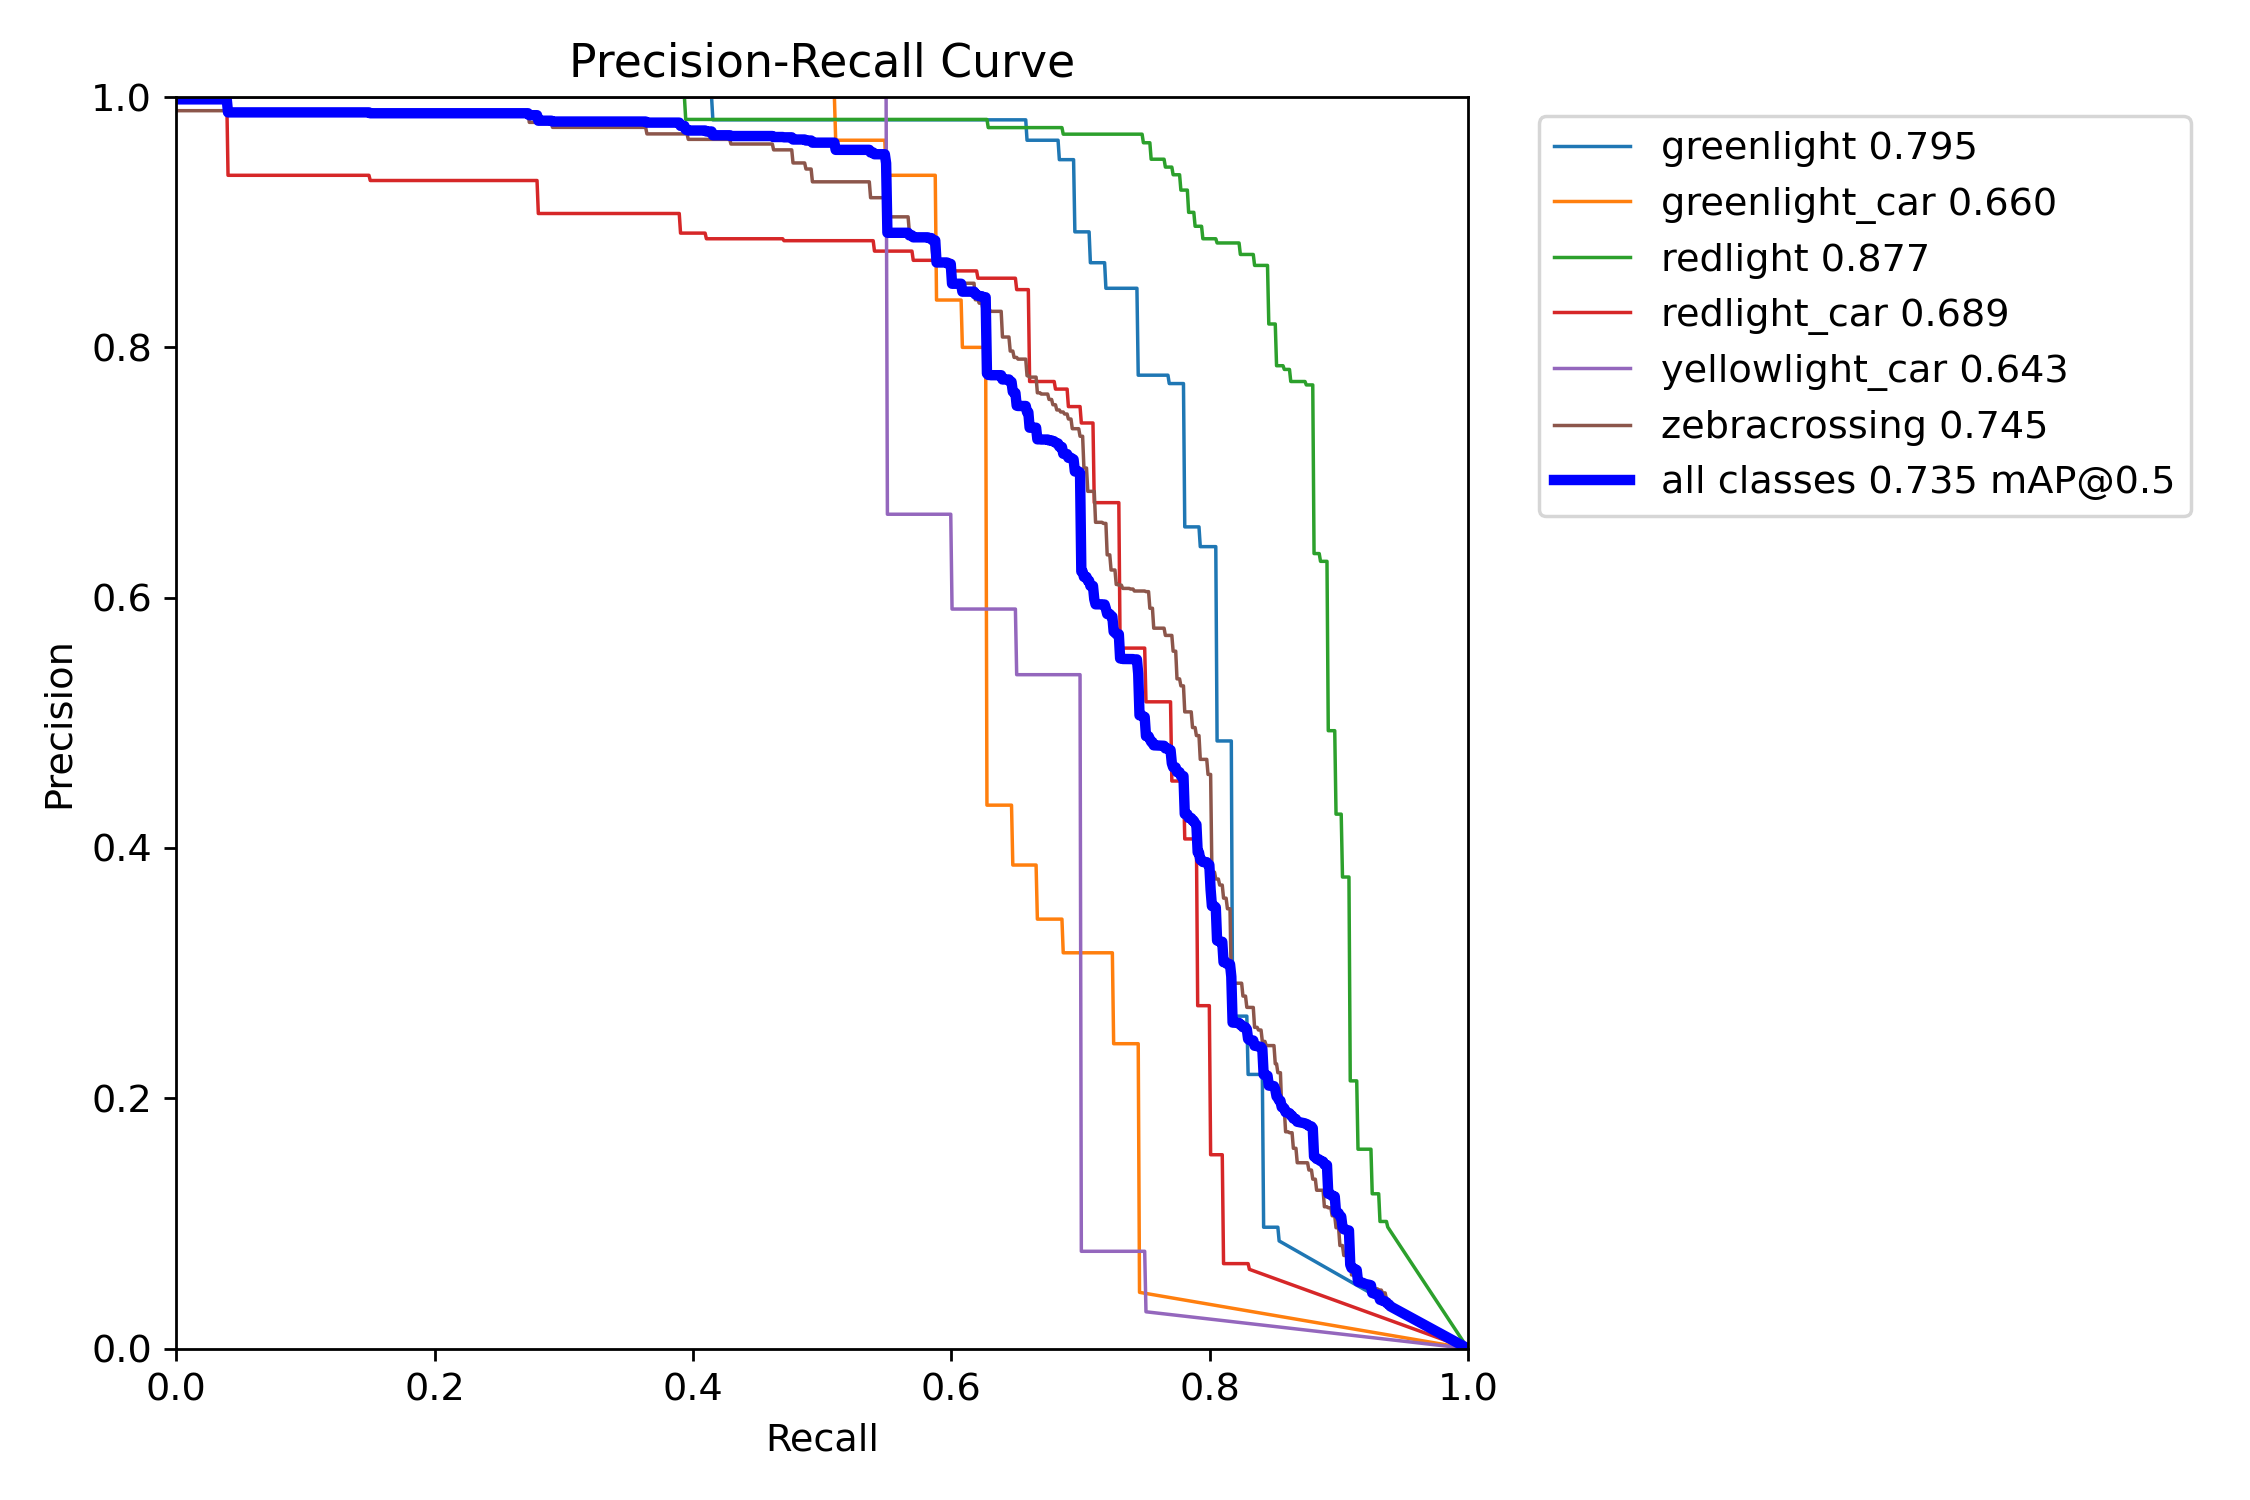 Precision-Recall Curve
1.0
0.8
0.6
0.4
0.2
0.0
Precision
0.0 0.2 0.4 0.6 0.8 1.0
Recall
greenlight 0.795
greenlight_car 0.660
redlight 0.877
redlight_car 0.689
yellowlight_car 0.643
zebracrossing 0.745
all classes 0.735 mAP@0.5